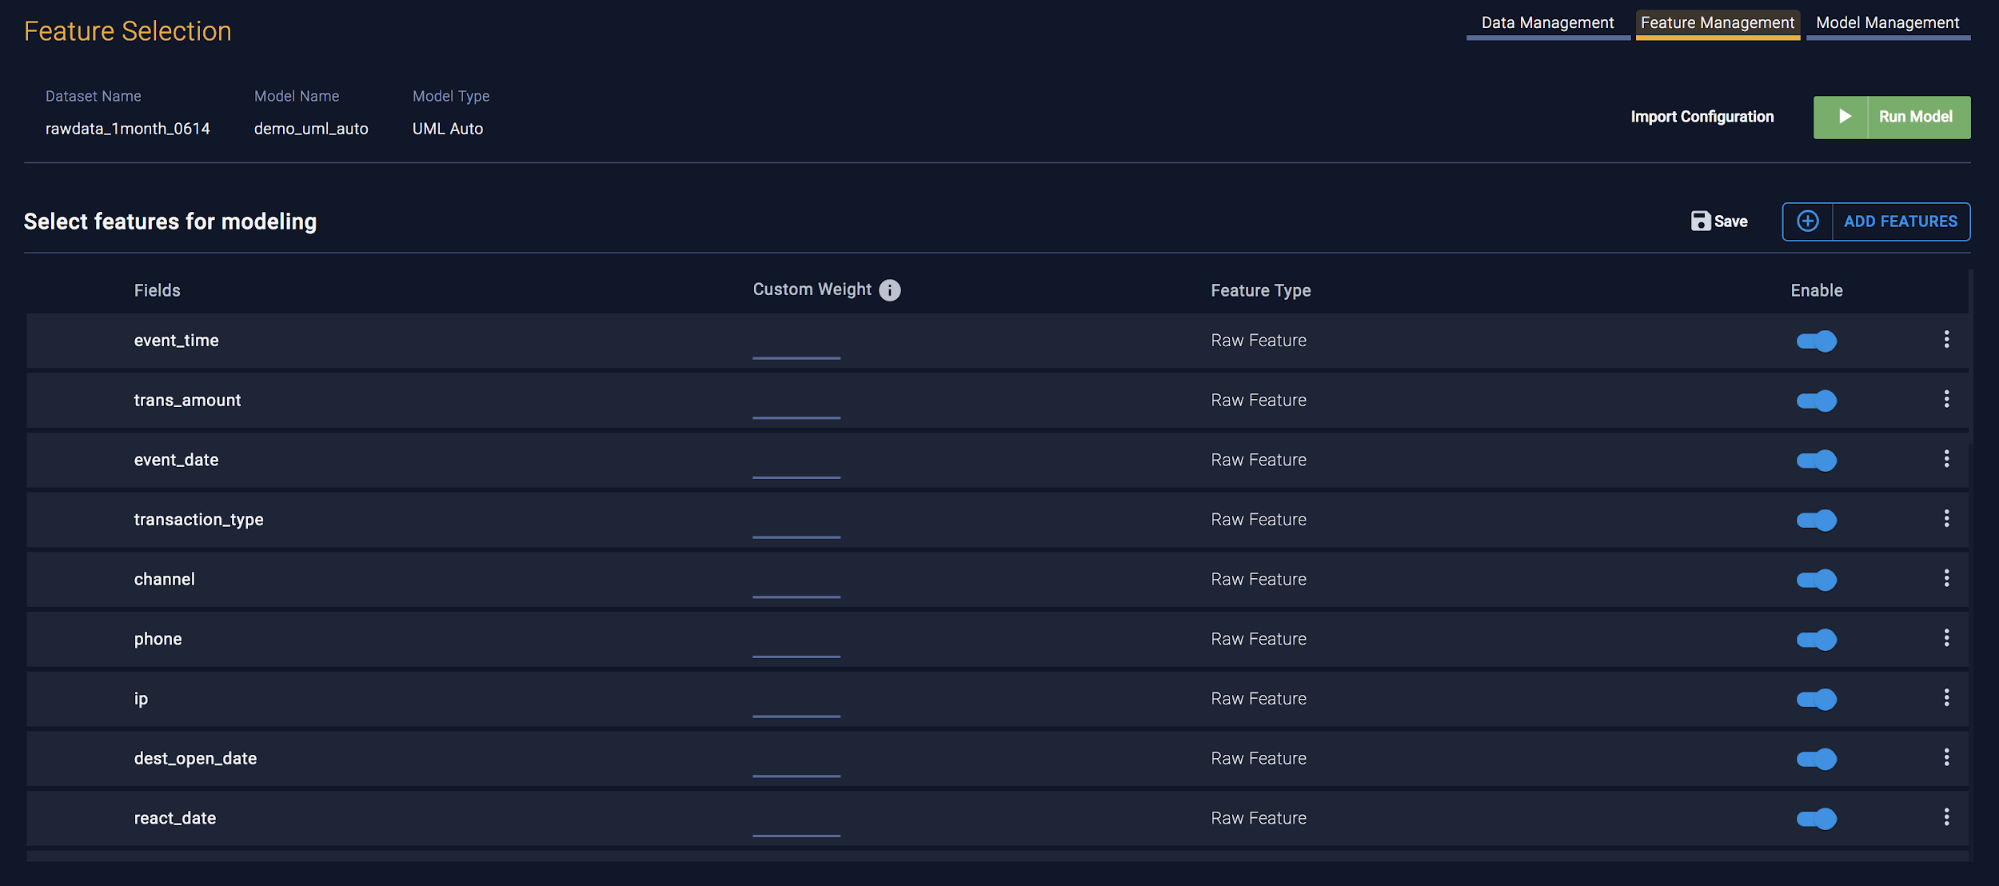 Feature Selection
Data Management
Feature Management
Model Management
Dataset Name
Model Name
Model Type
rawdata_1month_0614
demo_uml_auto
UML Auto
Import Configuration
Run Model
Select features for modeling
Save
ADD FEATURES
Fields
Custom Weight
Feature Type
Enable
event_time
Raw Feature
trans_amount
Raw Feature
event_date
Raw Feature
transaction_type
Raw Feature
channel
Raw Feature
phone
Raw Feature
ip
Raw Feature
dest_open_date
Raw Feature
react_date
Raw Feature